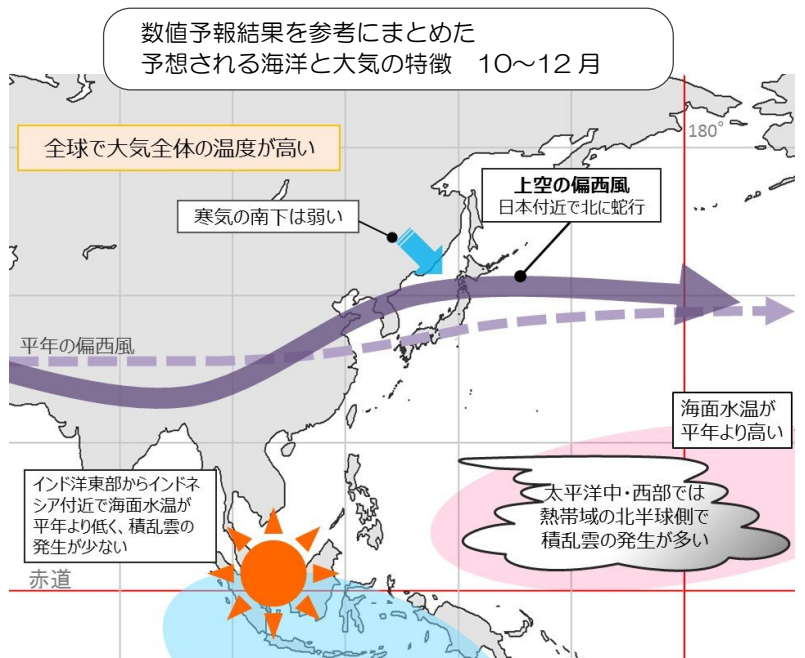 数値予報結果を参考にまとめた
予想される海洋と大気の特徴　10～12月
180°
全球で大気全体の温度が高い
上空の偏西風
日本付近で北に蛇行
寒気の南下は弱い
平年の偏西風
海面水温が
平年より高い
インド洋東部からインドネ
シア付近で海面水温が
平年より低く、積乱雲の
発生が少ない
太平洋中・西部では
熱帯域の北半球側で
積乱雲の発生が多い
赤道